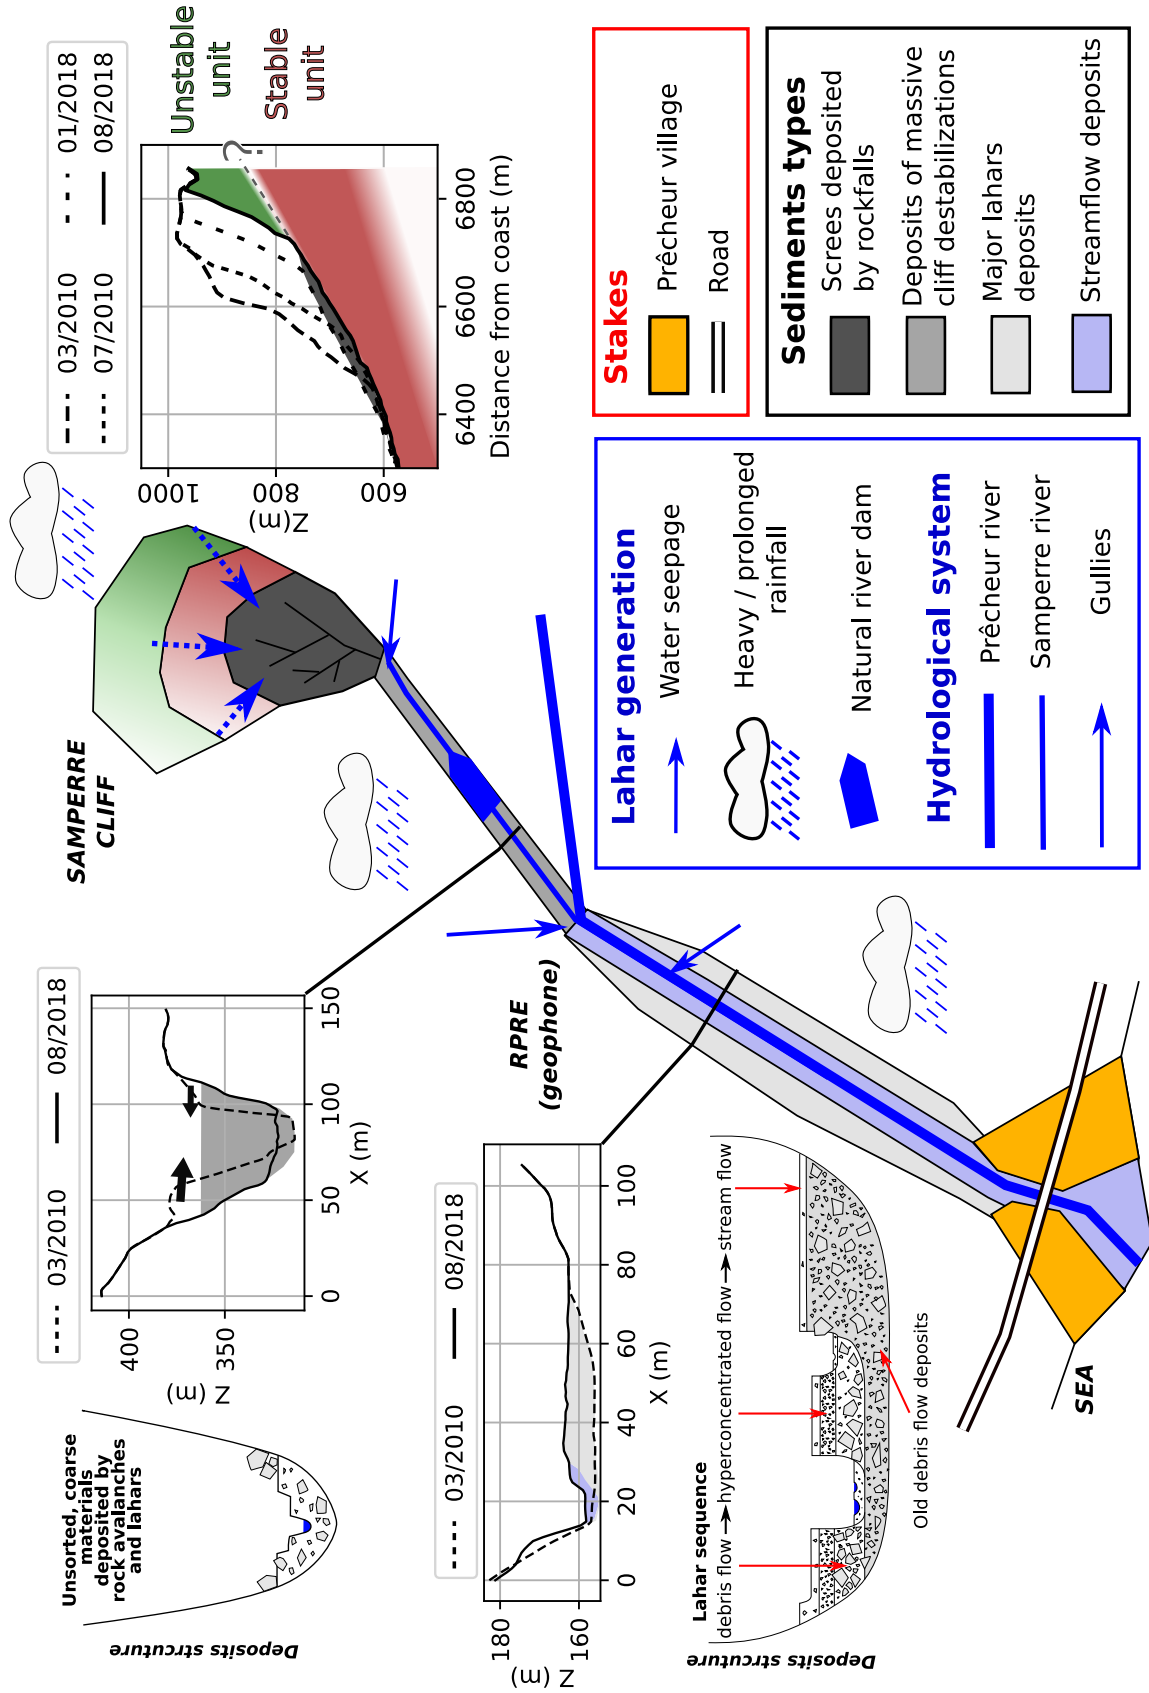 Deposits strcuture
Unsorted, coarse
materials
deposited by
rock avalanches
and lahars
03/2010
08/2018
Z (m)
400
350
0
50
100
150
X (m)
SAMPERRE
CLIFF
03/2010
01/2018
07/2010
08/2018
Z(m)
1000
800
600
6400
6600
6800
Distance from coast (m)
?
Unstable
unit
Stable
unit
03/2010
08/2018
Z (m)
180
160
0
20
40
60
80
100
X (m)
RPRE
(geophone)
Deposits strcuture
Lahar sequence
debris flow
hyperconcentrated flow
stream flow
Old debris flow deposits
SEA
Lahar generation
Water seepage
Heavy / prolonged
rainfall
Natural river dam
Hydrological system
Prêcheur river
Samperre river
Gullies
Stakes
Prêcheur village
Road
Sediments types
Screes deposited
by rockfalls
Deposits of massive
cliff destabilizations
Major lahars
deposits
Streamflow deposits